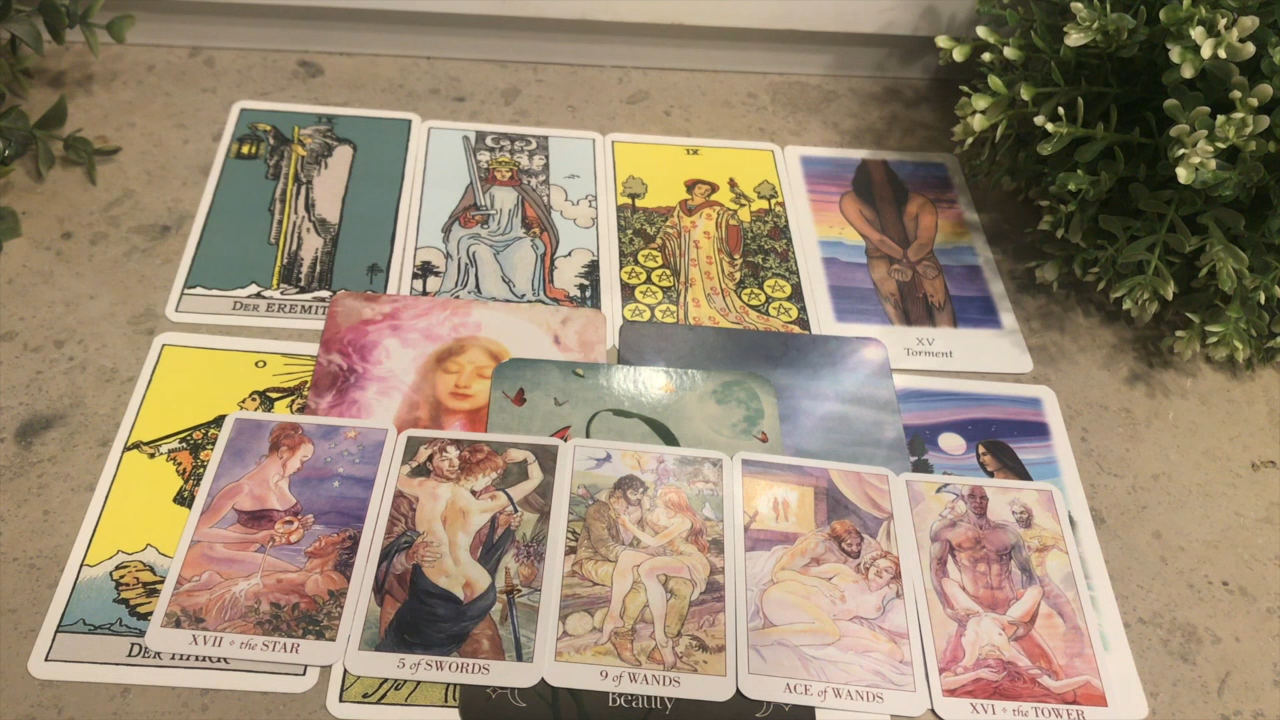 IX
DER EREMIT
XV
Torment
DER NARR
XVII the STAR
5 of SWORDS
9 of WANDS
ACE of WANDS
XVI the TOWER
Beauty